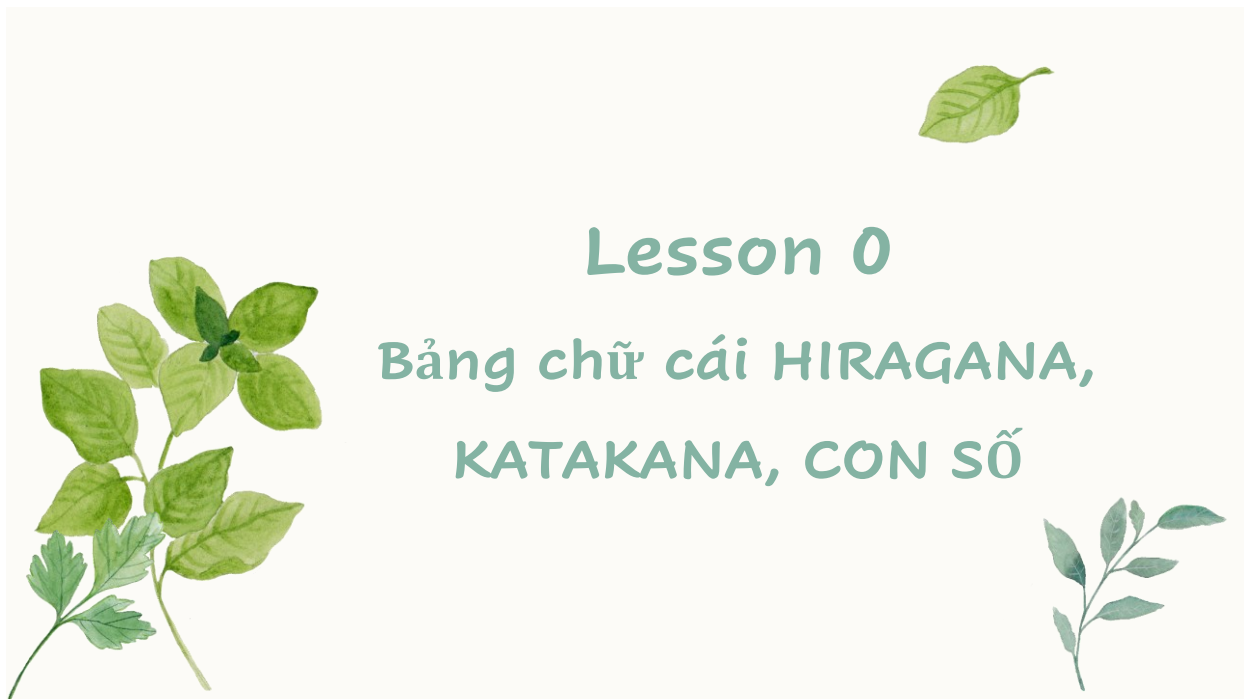 Lesson 0
Bảng chữ cái HIRAGANA,
KATAKANA, CON SỐ